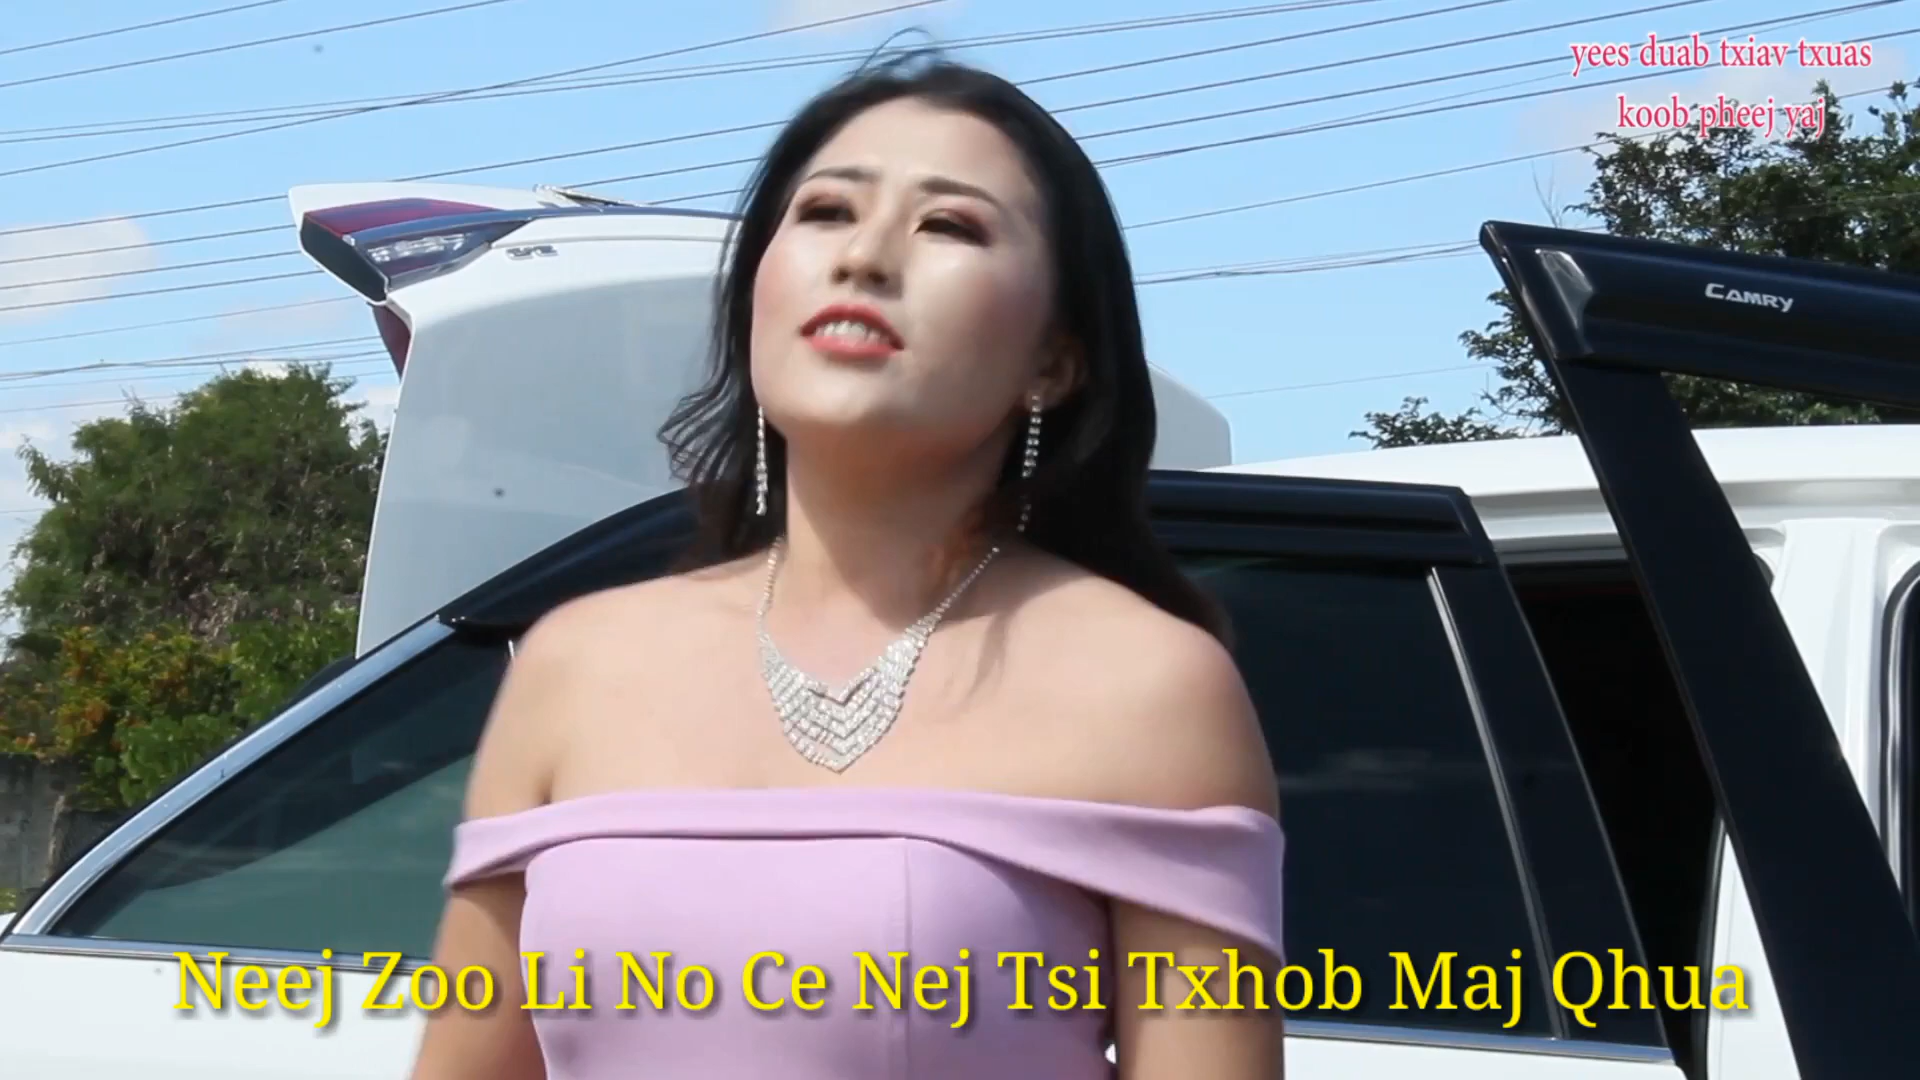 yees duab txiav txuas
koob pheej yaj
CAMRY
Neej Zoo Li No Ce Nej Tsi Txhob Maj Qhua